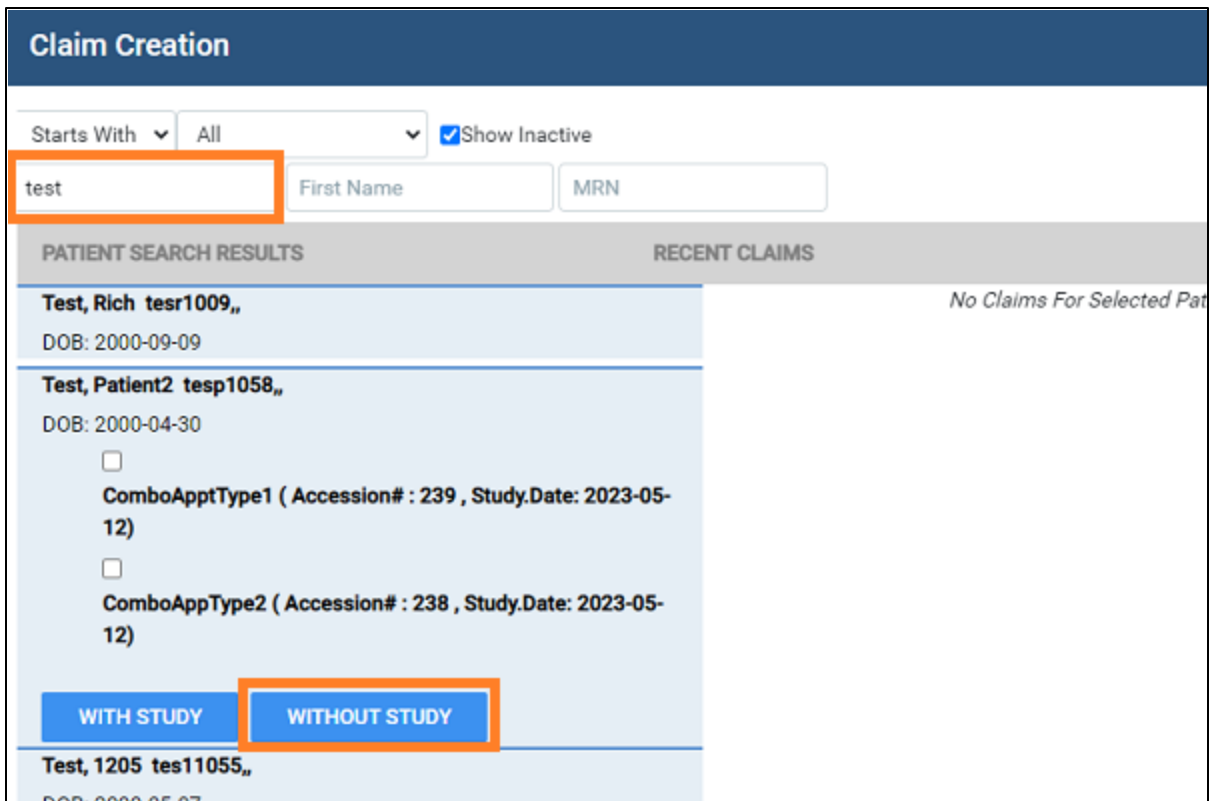 Claim Creation
Starts With All Show Inactive
test First Name MRN
PATIENT SEARCH RESULTS RECENT CLAIMS
Test, Rich tesr1009,,
No Claims For Selected Pat
DOB: 2000-09-09
Test, Patient2 tesp1058,,
DOB: 2000-04-30
ComboApptType1 ( Accession# : 239 , Study.Date: 2023-05-
12)
ComboAppType2 ( Accession# : 238 , Study.Date: 2023-05-
12)
WITH STUDY WITHOUT STUDY
Test, 1205 tes11055,,